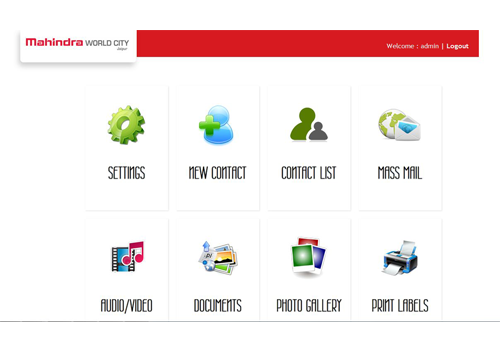 Mahindra WORLD CITY
Jaipur
Welcome : admin | Logout
SETTINGS
NEW CONTACT
CONTACT LIST
MASS MAIL
AUDIO/VIDEO
DOCUMENTS
PHOTO GALLERY
PRINT LABELS